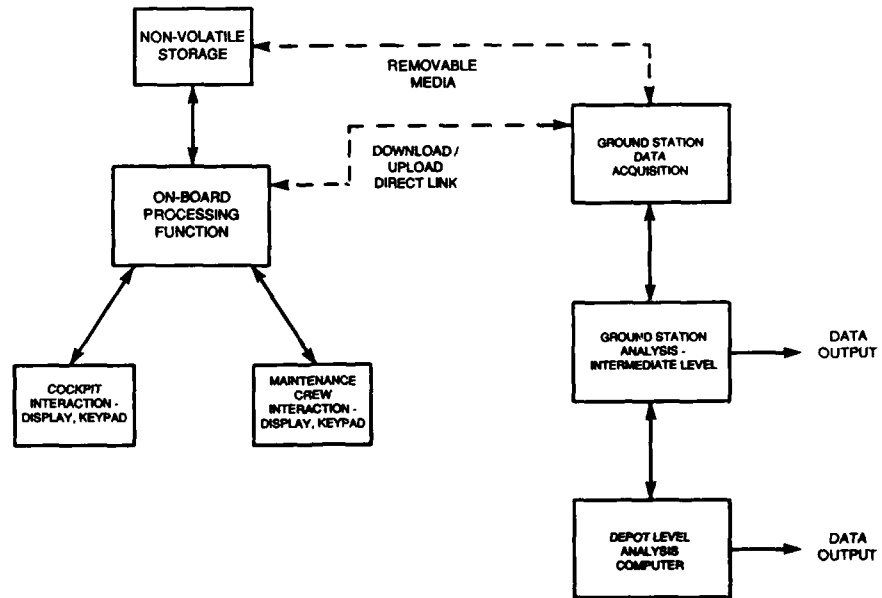 NON-VOLATILE
STORAGE
REMOVABLE
MEDIA
GROUND STATION
DATA
ACQUISITION
DOWNLOAD /
UPLOAD
DIRECT LINK
ON-BOARD
PROCESSING
FUNCTION
COCKPIT
INTERACTION -
DISPLAY, KEYPAD
MAINTENANCE
CREW
INTERACTION -
DISPLAY, KEYPAD
GROUND STATION
ANALYSIS -
INTERMEDIATE LEVEL
DATA
OUTPUT
DEPOT LEVEL
ANALYSIS
COMPUTER
DATA
OUTPUT